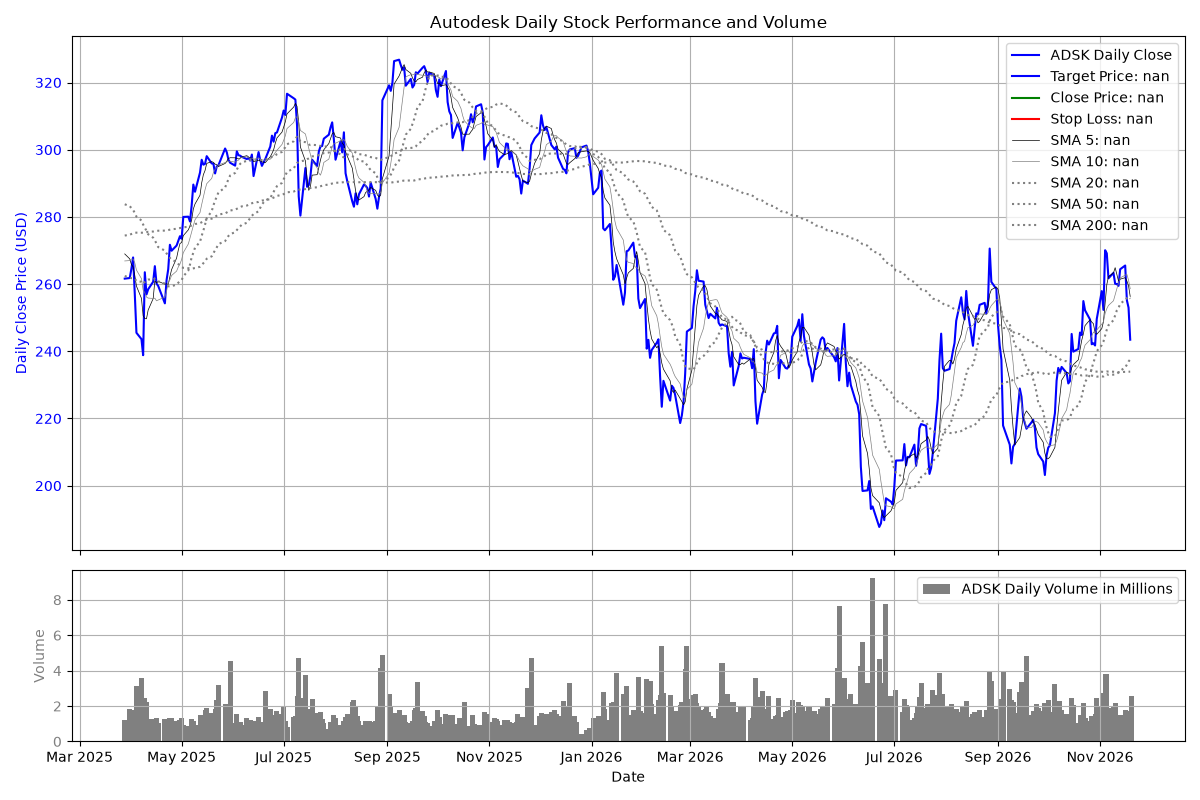 Autodesk Daily Stock Performance and Volume
Daily Close Price (USD)
320
300
280
260
240
220
200
ADSK Daily Close
Target Price: nan
Close Price: nan
Stop Loss: nan
SMA 5: nan
SMA 10: nan
SMA 20: nan
SMA 50: nan
SMA 200: nan
Volume
8
6
4
2
0
ADSK Daily Volume in Millions
Mar 2025 May 2025 Jul 2025 Sep 2025 Nov 2025 Jan 2026 Mar 2026 May 2026 Jul 2026 Sep 2026 Nov 2026
Date